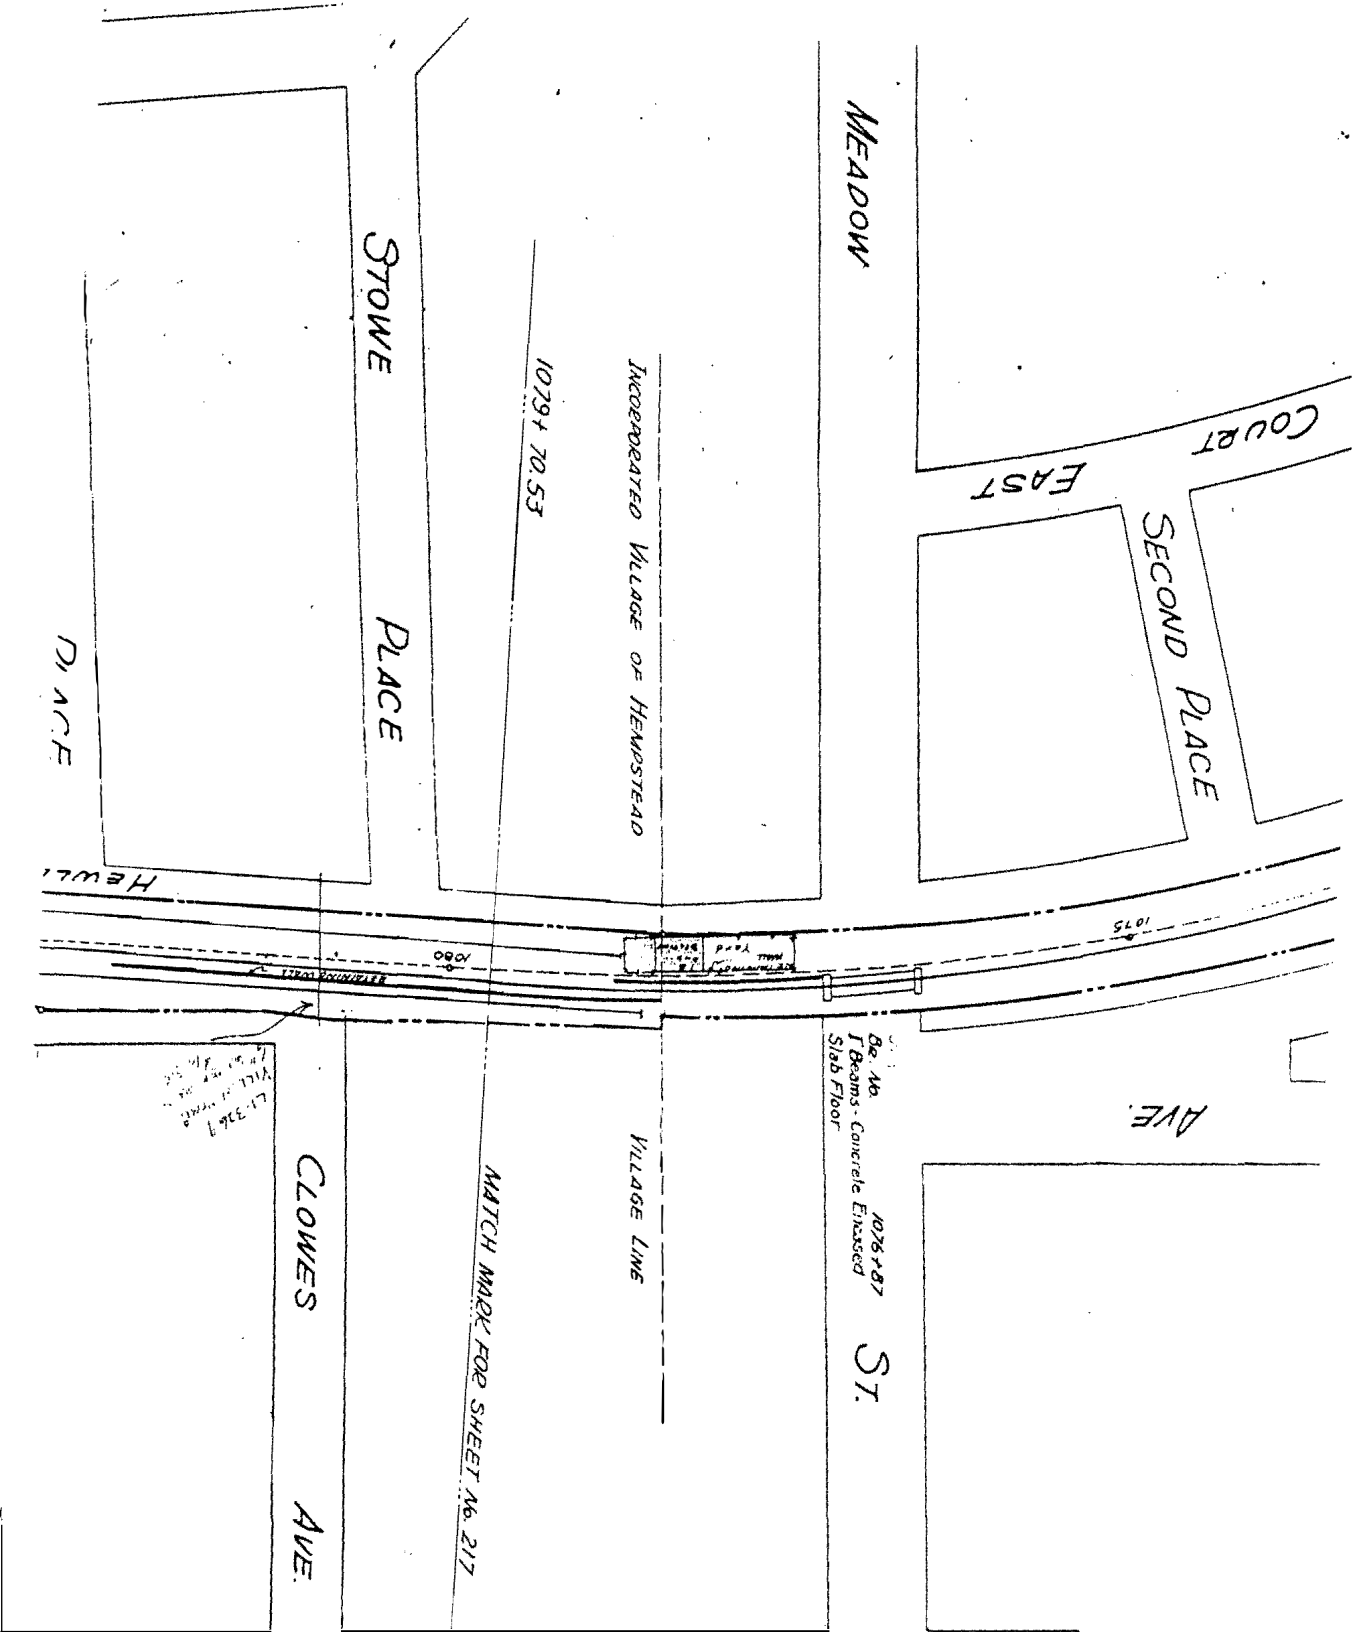 MEADOW
ST.
COURT
EAST
SECOND PLACE
AVE.
STOWE
PLACE
1079+70.53
INCORPORATED VILLAGE OF HEMPSTEAD
VILLAGE LINE
MATCH MARK FOR SHEET No. 217
Br. No. 1076+87
I Beams - Concrete Encased
Slab Floor
1075
1080
Yard
RETAINING WALL
CLOWES AVE.